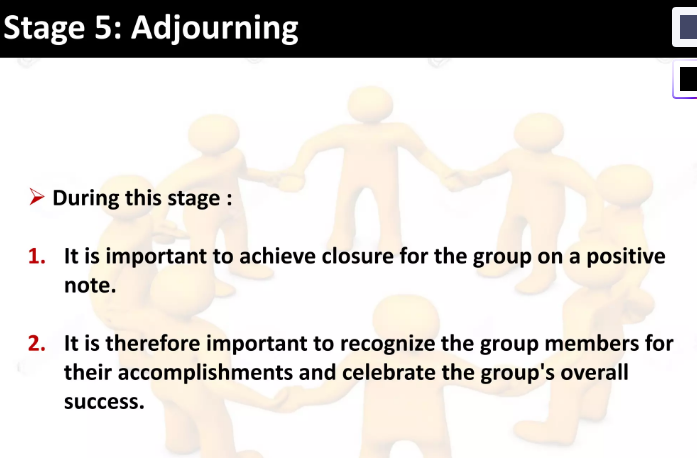 Stage 5: Adjourning
➢ During this stage :
1. It is important to achieve closure for the group on a positive
note.
2. It is therefore important to recognize the group members for
their accomplishments and celebrate the group's overall
success.